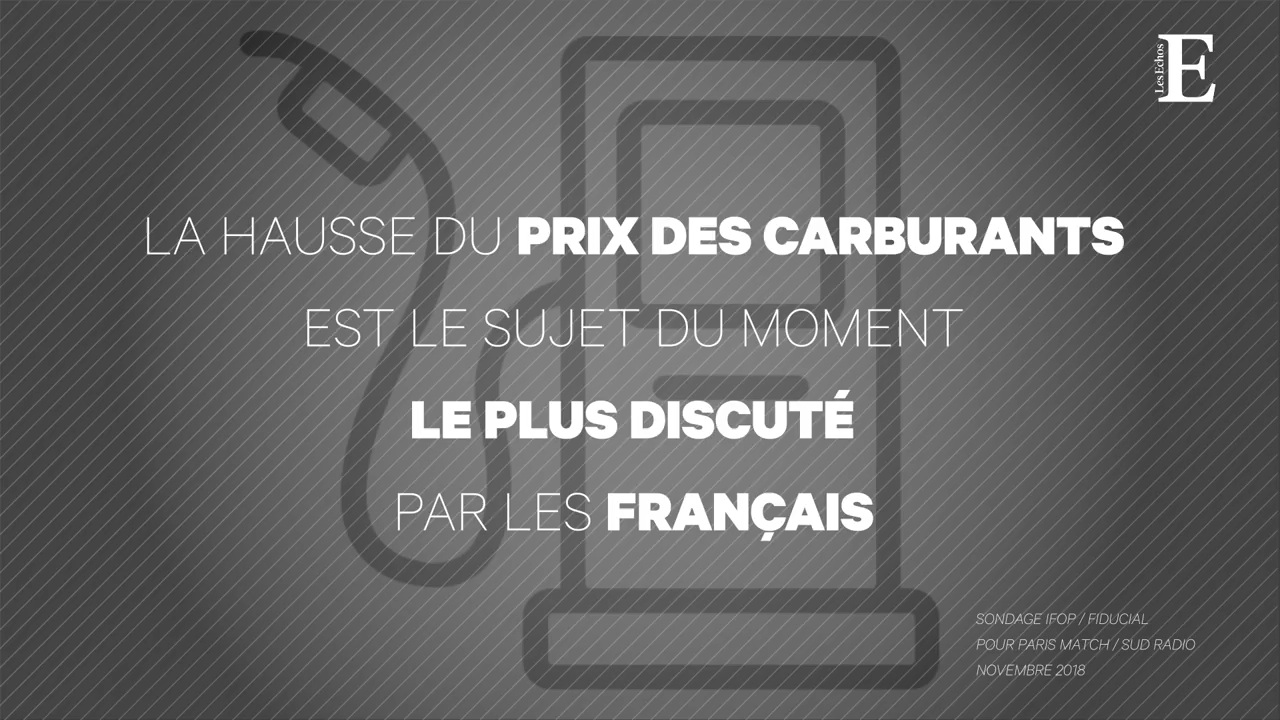 Les Echos
E
LA HAUSSE DU PRIX DES CARBURANTS
EST LE SUJET DU MOMENT
LE PLUS DISCUTÉ
PAR LES FRANÇAIS
SONDAGE IFOP / FIDUCIAL
POUR PARIS MATCH / SUD RADIO
NOVEMBRE 2018